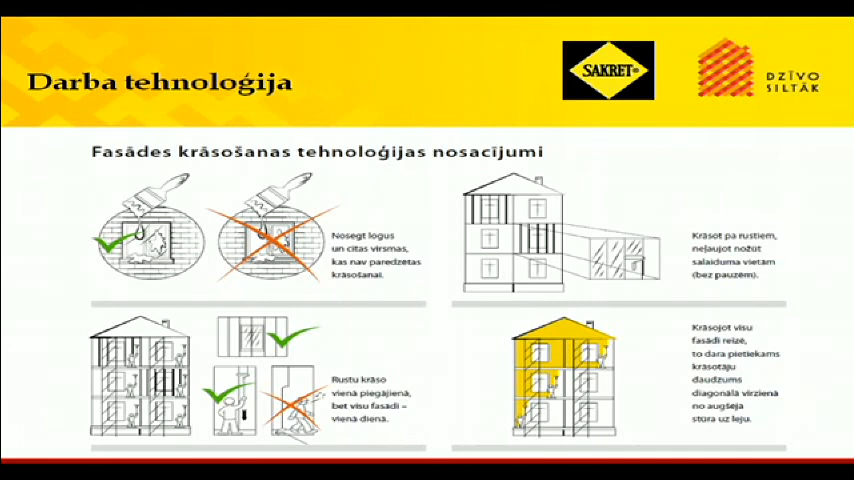 Darba tehnoloģija
SAKRET®
DZĪVO
SILTĀK
Fasādes krāsošanas tehnoloģijas nosacījumi
Nosegt logus
un citas virsmas,
kas nav paredzētas
krāsošanai.
Krāsot pa rustiem,
neļaujot nožūt
salaiduma vietām
(bez pauzēm).
Rustu krāso
vienā piegājienā,
bet visu fasādi –
vienā dienā.
Krāsojot visu
fasādi reizē,
to dara pietiekams
krāsotāju
daudzums
diagonālā virzienā
no augšējā
stūra uz leju.